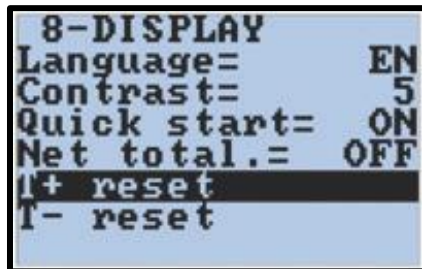 8-DISPLAY
Language= EN
Contrast= 5
Quick start= ON
Net total.= OFF
T+ reset
T- reset